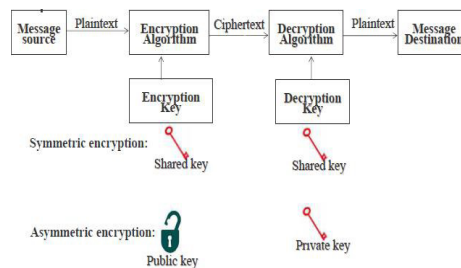 Message
source
Plaintext
Encryption
Algorithm
Ciphertext
Decryption
Algorithm
Plaintext
Message
Destination
Encryption
Key
Decryption
Key
Symmetric encryption:
Shared key
Shared key
Asymmetric encryption:
Public key
Private key